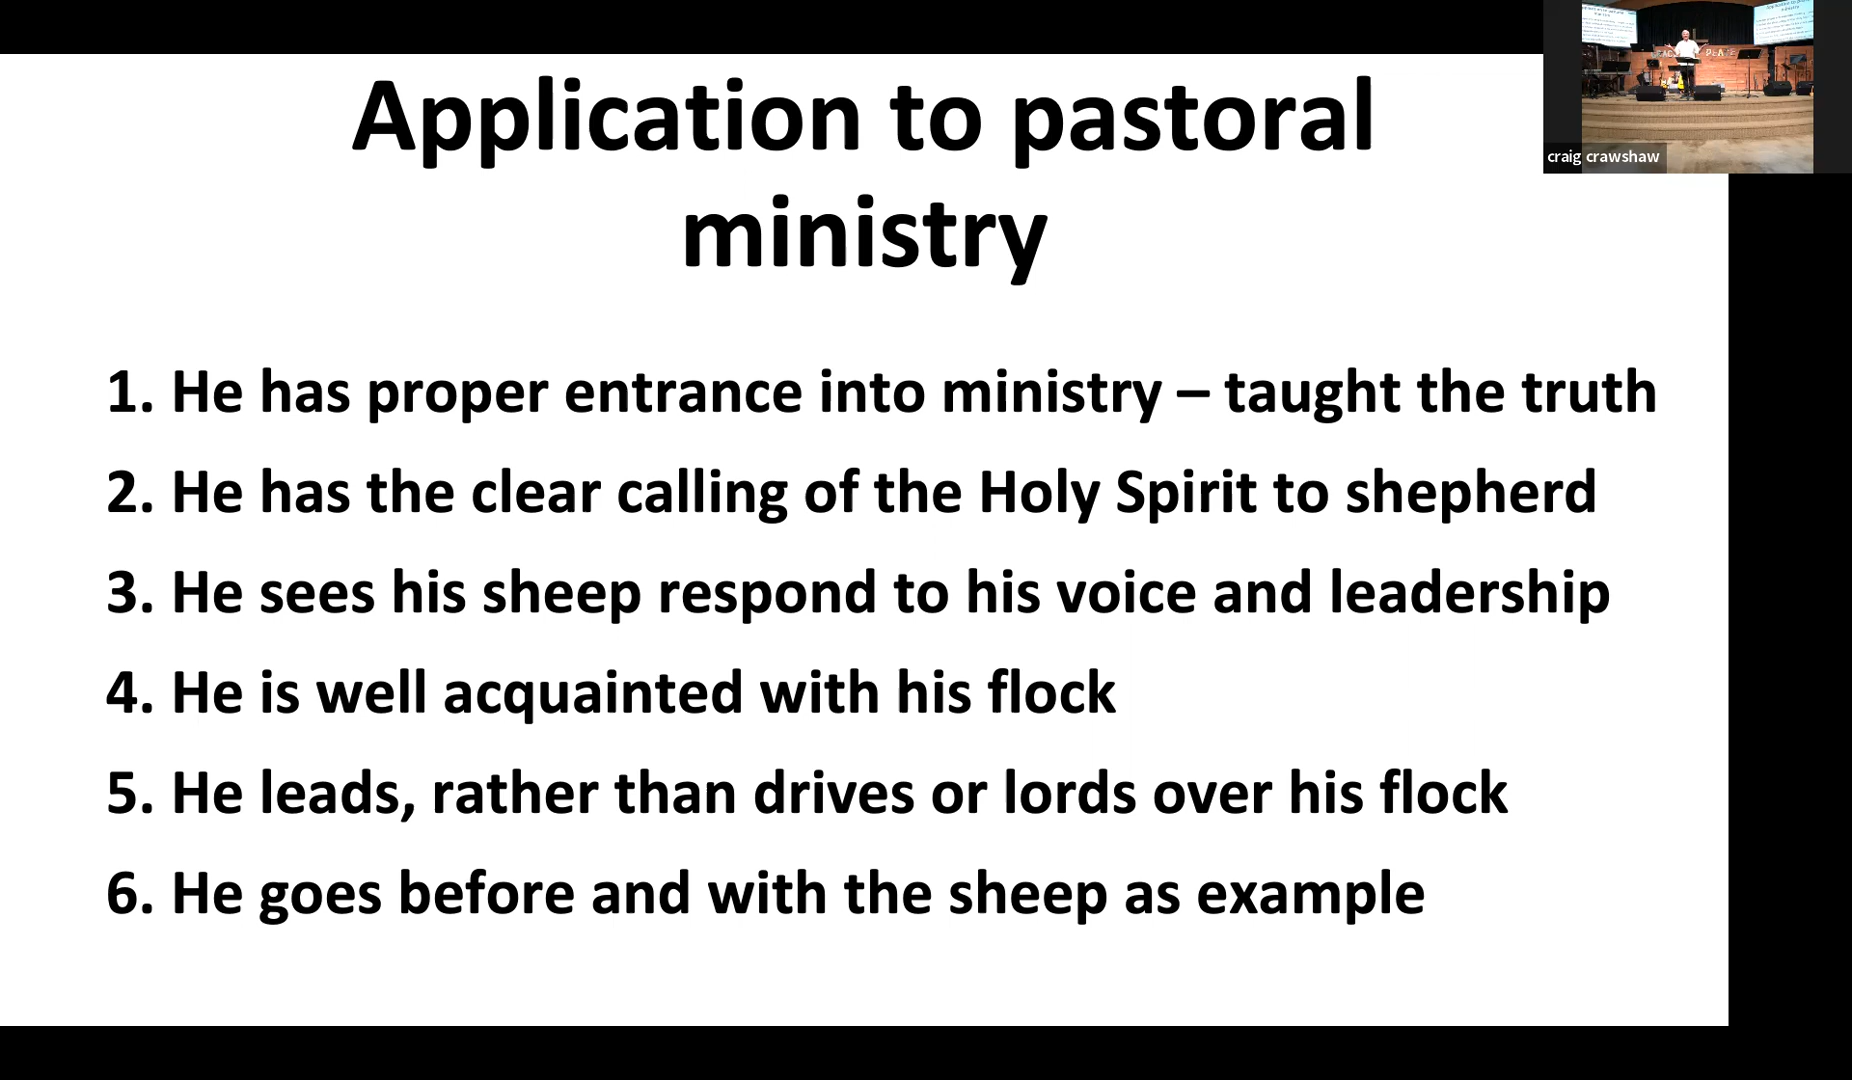 Application to pastoral
ministry
1. He has proper entrance into ministry – taught the truth
2. He has the clear calling of the Holy Spirit to shepherd
3. He sees his sheep respond to his voice and leadership
4. He is well acquainted with his flock
5. He leads, rather than drives or lords over his flock
6. He goes before and with the sheep as example
craig crawshaw